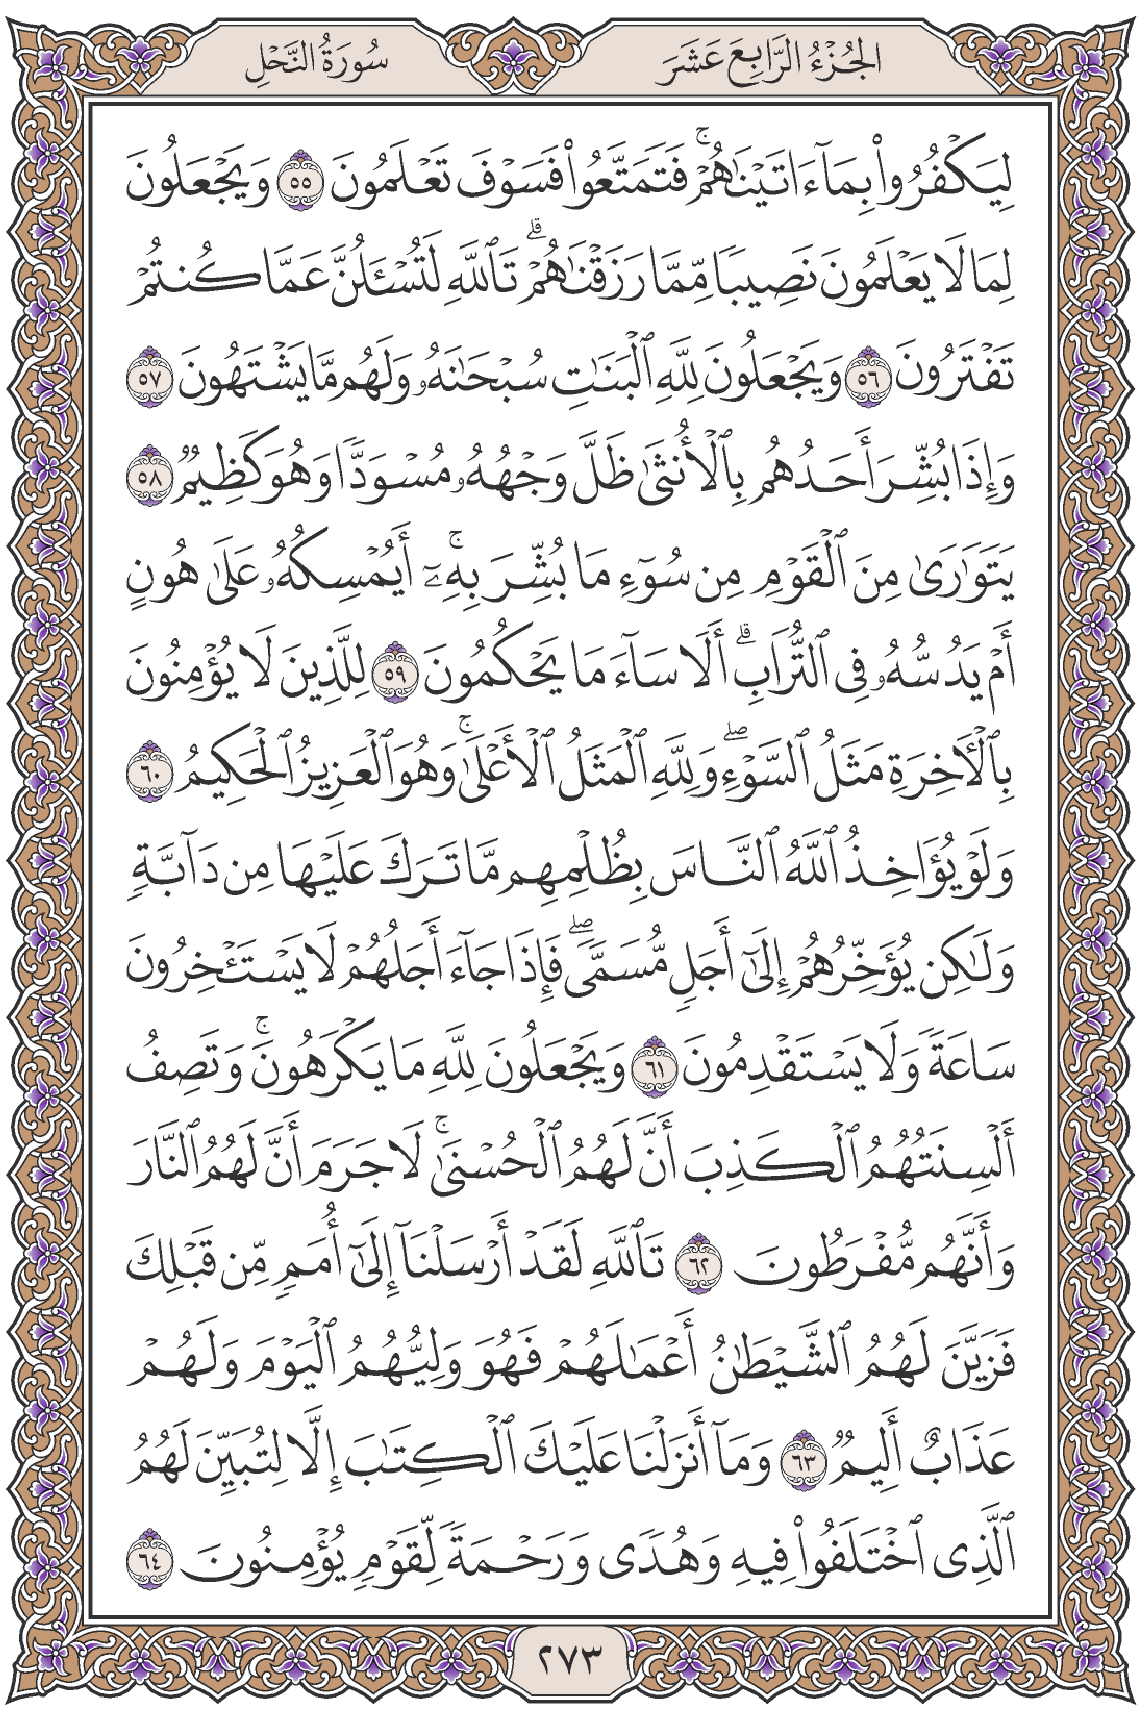 الجُزْءُ الرَّابِعَ عَشَرَ
سُورَةُ النَّحْلِ
لِيَكْفُرُوا۟ بِمَآ ءَاتَيْنَٰهُمْ ۚ فَتَمَتَّعُوا۟ فَسَوْفَ تَعْلَمُونَ ٥٥ وَيَجْعَلُونَ
لِمَا لَا يَعْلَمُونَ نَصِيبًا مِّمَّا رَزَقْنَٰهُمْ ۗ تَٱللَّهِ لَتُسْـَٔلُنَّ عَمَّا كُنتُمْ
تَفْتَرُونَ ٥٦ وَيَجْعَلُونَ لِلَّهِ ٱلْبَنَٰتِ سُبْحَٰنَهُۥ وَلَهُم مَّا يَشْتَهُونَ ٥٧
وَإِذَا بُشِّرَ أَحَدُهُم بِٱلْأُنثَىٰ ظَلَّ وَجْهُهُۥ مُسْوَدًّا وَهُوَ كَظِيمٌ ٥٨
يَتَوَٰرَىٰ مِنَ ٱلْقَوْمِ مِن سُوٓءِ مَا بُشِّرَ بِهِۦٓ ۚ أَيُمْسِكُهُۥ عَلَىٰ هُونٍ
أَمْ يَدُسُّهُۥ فِى ٱلتُّرَابِ ۗ أَلَا سَآءَ مَا يَحْكُمُونَ ٥٩ لِلَّذِينَ لَا يُؤْمِنُونَ
بِٱلْـَٔاخِرَةِ مَثَلُ ٱلسَّوْءِ ۖ وَلِلَّهِ ٱلْمَثَلُ ٱلْأَعْلَىٰ ۚ وَهُوَ ٱلْعَزِيزُ ٱلْحَكِيمُ ٦٠
وَلَوْ يُؤَاخِذُ ٱللَّهُ ٱلنَّاسَ بِظُلْمِهِم مَّا تَرَكَ عَلَيْهَا مِن دَآبَّةٍ
وَلَٰكِن يُؤَخِّرُهُمْ إِلَىٰٓ أَجَلٍ مُّسَمًّى ۖ فَإِذَا جَآءَ أَجَلُهُمْ لَا يَسْتَـْٔخِرُونَ
سَاعَةً وَلَا يَسْتَقْدِمُونَ ٦١ وَيَجْعَلُونَ لِلَّهِ مَا يَكْرَهُونَ ۚ وَتَصِفُ
أَلْسِنَتُهُمُ ٱلْكَذِبَ أَنَّ لَهُمُ ٱلْحُسْنَىٰ ۚ لَا جَرَمَ أَنَّ لَهُمُ ٱلنَّارَ
وَأَنَّهُم مُّفْرَطُونَ ٦٢ تَٱللَّهِ لَقَدْ أَرْسَلْنَآ إِلَىٰٓ أُمَمٍ مِّن قَبْلِكَ
فَزَيَّنَ لَهُمُ ٱلشَّيْطَٰنُ أَعْمَٰلَهُمْ فَهُوَ وَلِيُّهُمُ ٱلْيَوْمَ وَلَهُمْ
عَذَابٌ أَلِيمٌ ٦٣ وَمَآ أَنزَلْنَا عَلَيْكَ ٱلْكِتَٰبَ إِلَّا لِتُبَيِّنَ لَهُمُ
ٱلَّذِى ٱخْتَلَفُوا۟ فِيهِ وَهُدًى وَرَحْمَةً لِّقَوْمٍ يُؤْمِنُونَ ٦٤
٢٧٣